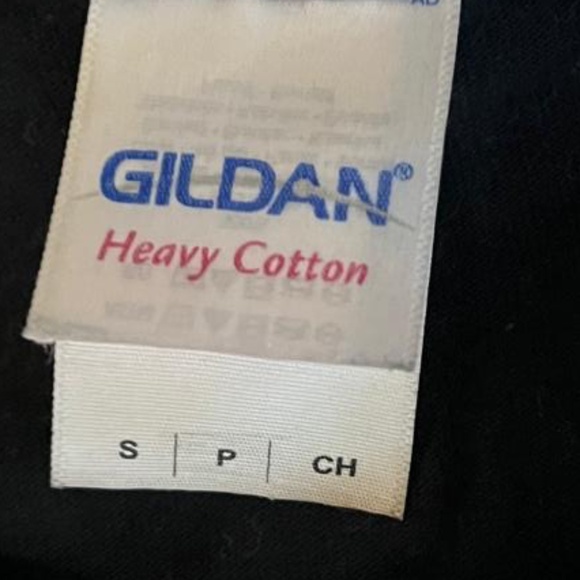 GILDAN®
Heavy Cotton
S | P | CH